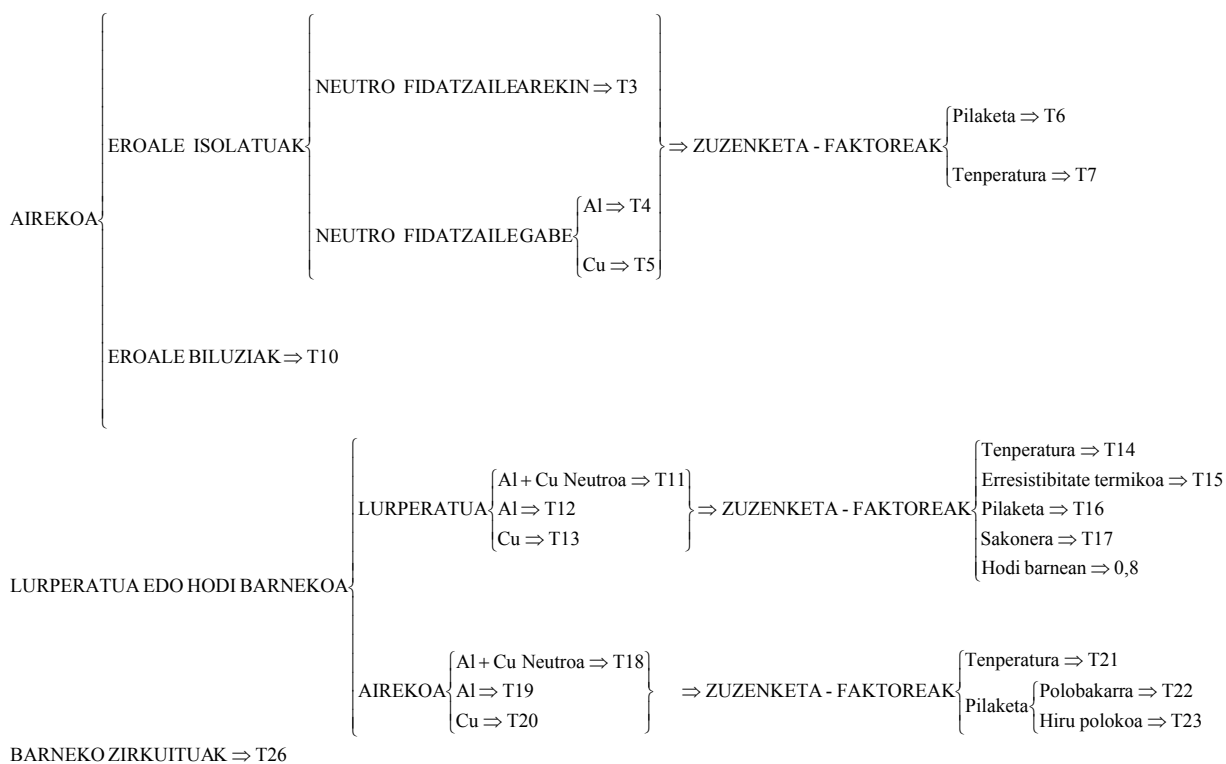 NEUTRO FIDATZAILEAREKIN ⇒ T3
Pilaketa ⇒ T6
EROALE ISOLATUAK
⇒ ZUZENKETA - FAKTOREAK
Tenperatura ⇒ T7
Al ⇒ T4
AIREKOA
NEUTRO FIDATZAILE GABE
Cu ⇒ T5
EROALE BILUZIAK ⇒ T10
Tenperatura ⇒ T14
Al + Cu Neutroa ⇒ T11
Erresistibitate termikoa ⇒ T15
LURPERATUA
Al ⇒ T12
⇒ ZUZENKETA - FAKTOREAK
Pilaketa ⇒ T16
Cu ⇒ T13
Sakonera ⇒ T17
Hodi barnean ⇒ 0,8
LURPERATUA EDO HODI BARNEKOA
Al + Cu Neutroa ⇒ T18
Tenperatura ⇒ T21
AIREKOA
Al ⇒ T19
⇒ ZUZENKETA - FAKTOREAK
Polobakarra ⇒ T22
Pilaketa
Cu ⇒ T20
Hiru polokoa ⇒ T23
BARNEKO ZIRKUITUAK ⇒ T26